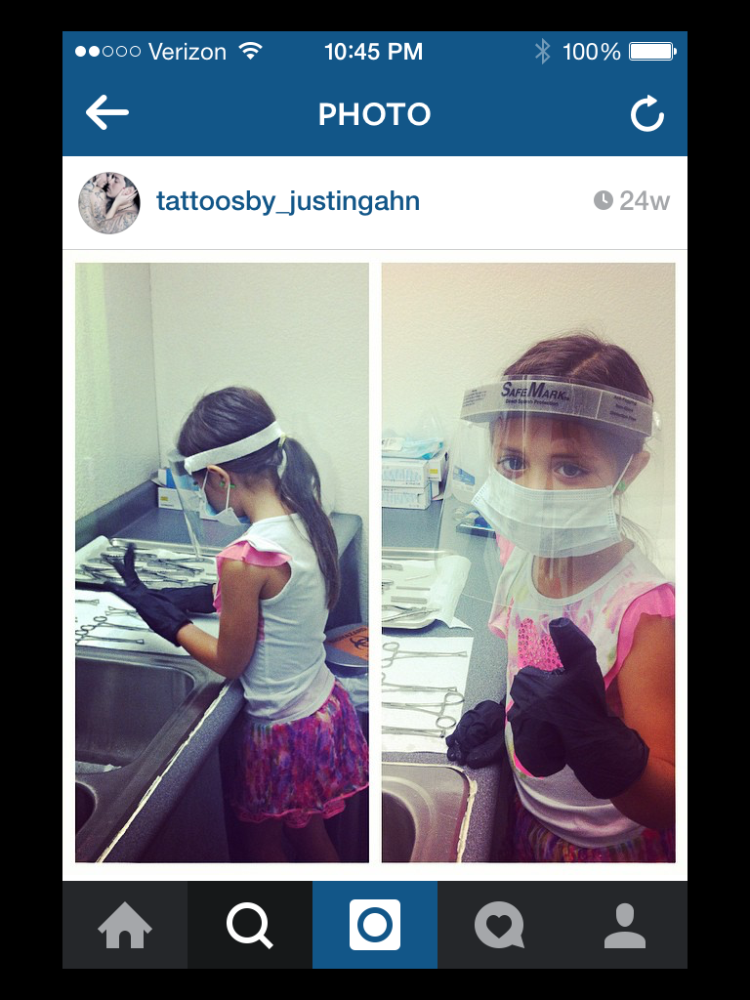 Verizon 10:45 PM 100%
PHOTO
tattoosby_justingahn 24w
SAFEMARK